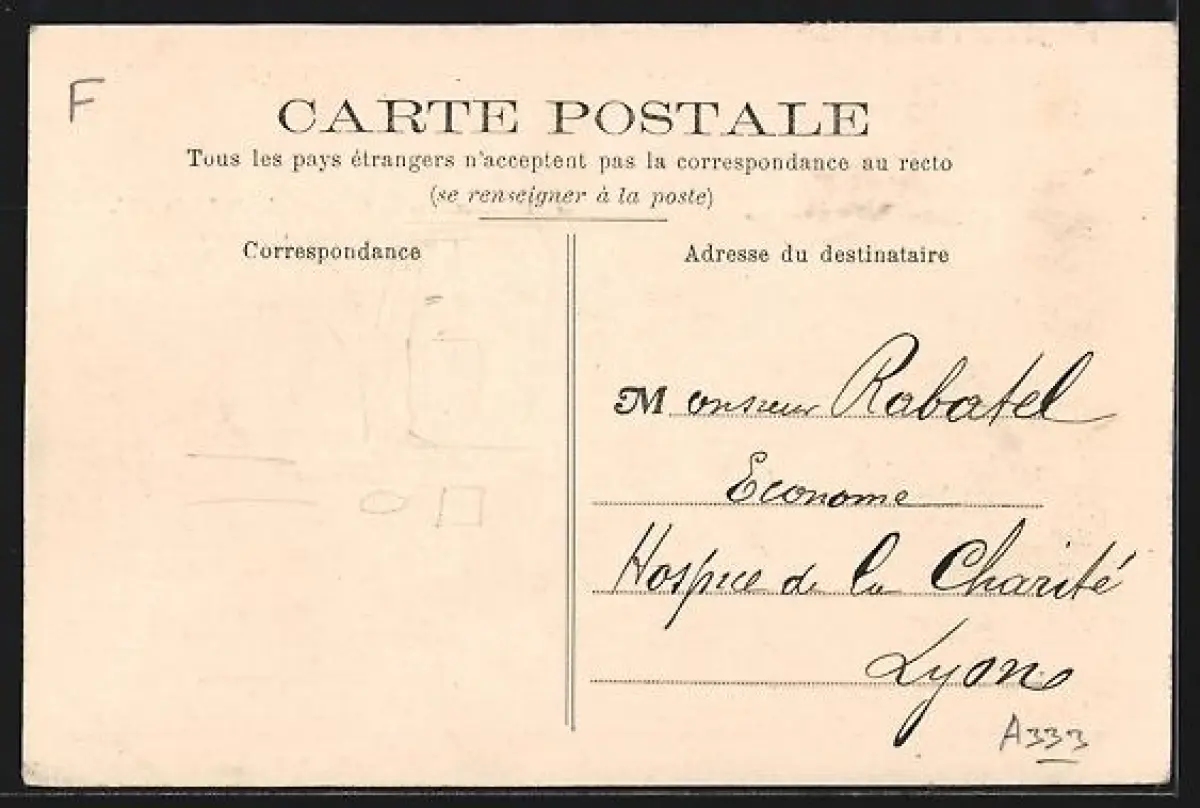 F
CARTE POSTALE
Tous les pays étrangers n'acceptent pas la correspondance au recto
(se renseigner à la poste)
Correspondance
Adresse du destinataire
Monsieur Rabatel
Econome
Hospice de la Charité
Lyon
A333